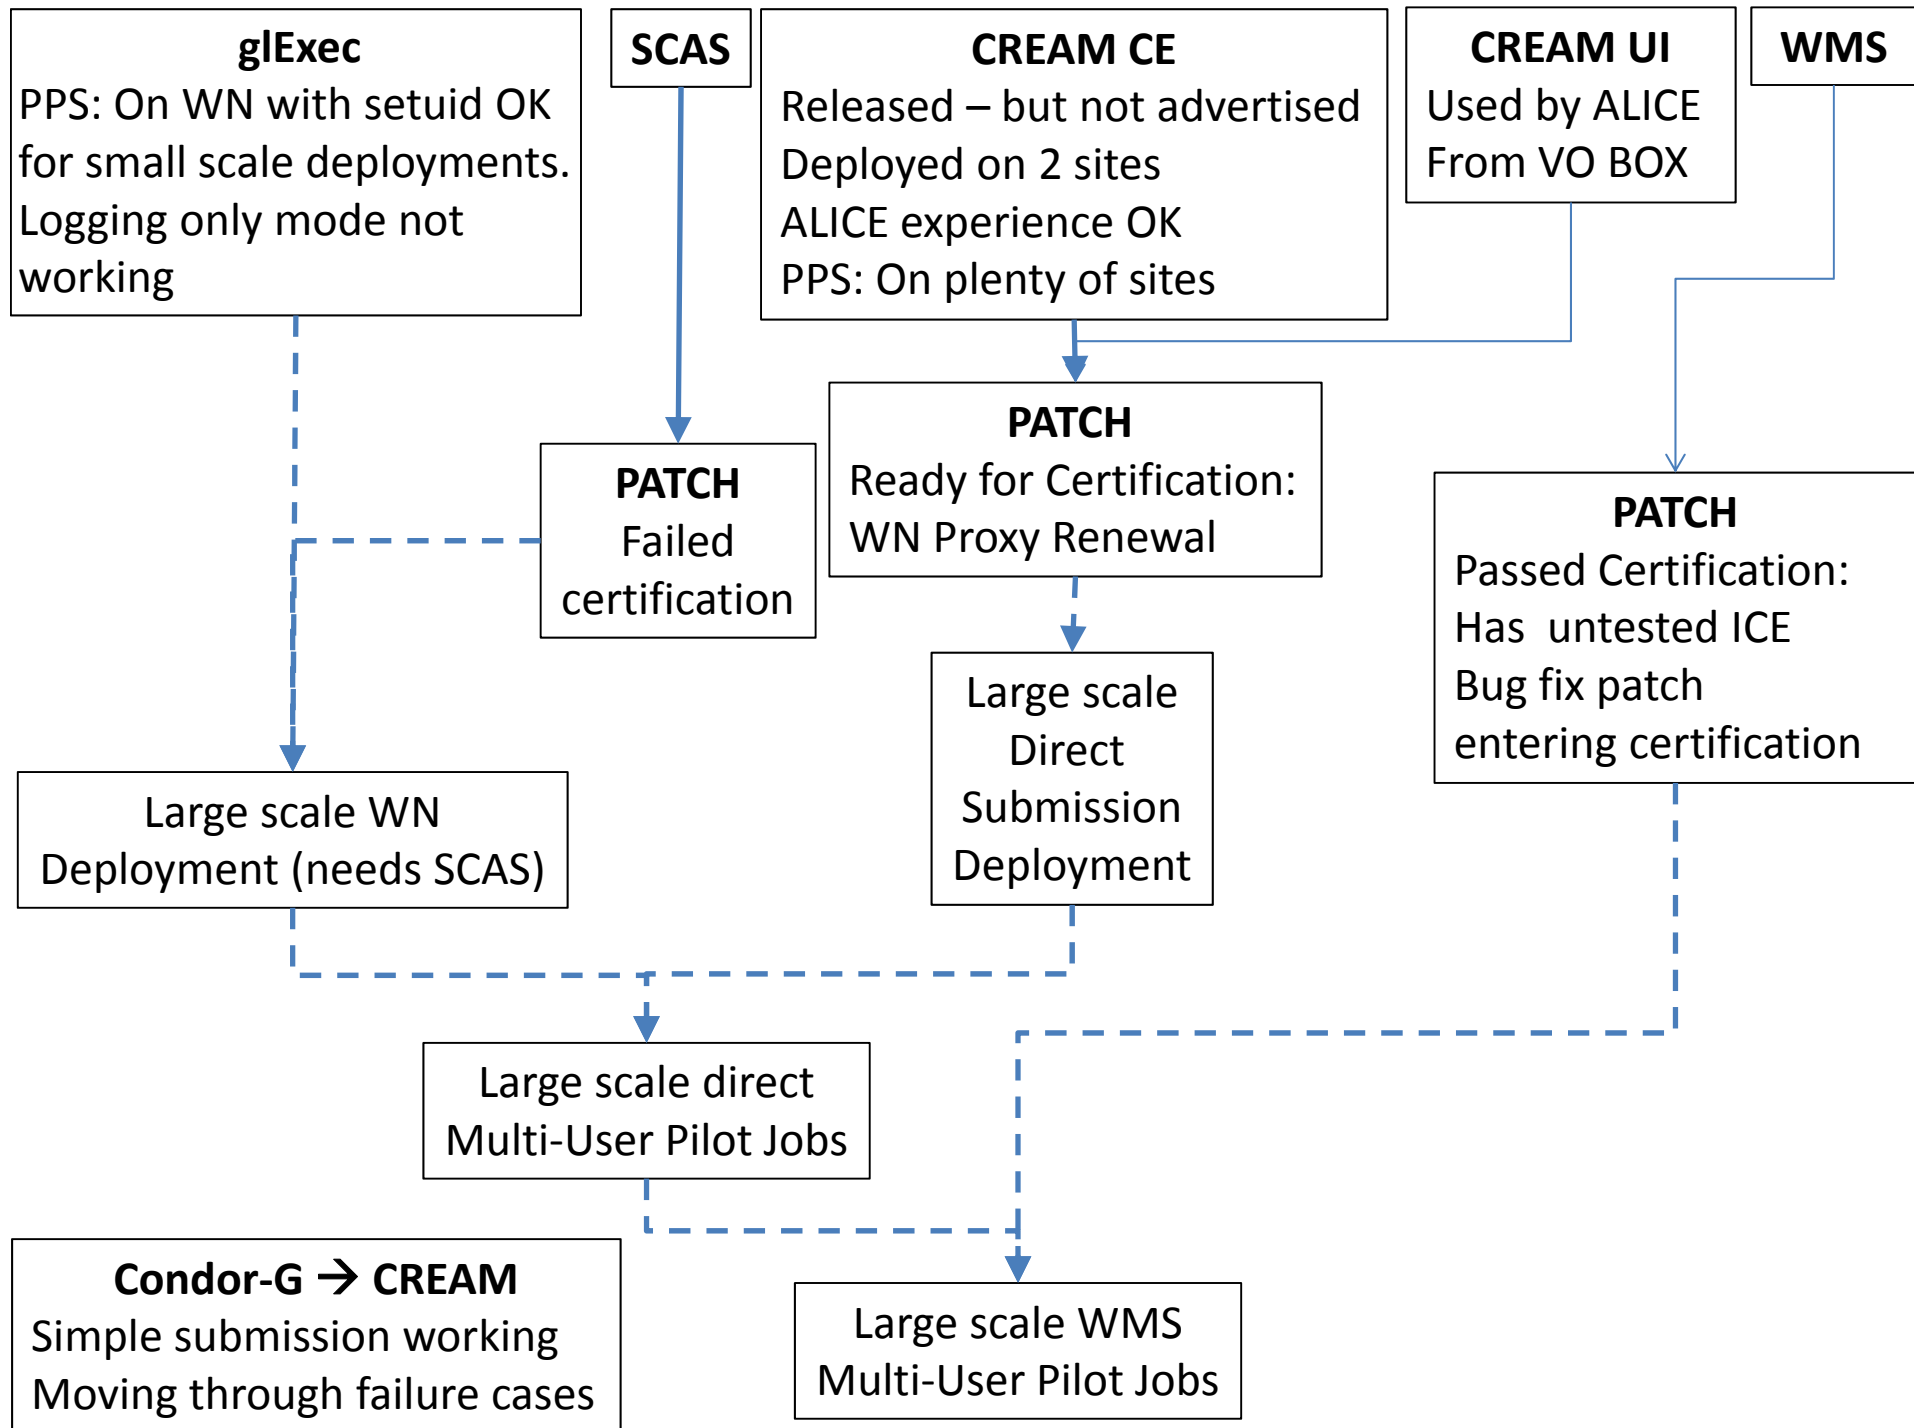 glExec
PPS: On WN with setuid OK
for small scale deployments.
Logging only mode not
working
SCAS
CREAM CE
Released – but not advertised
Deployed on 2 sites
ALICE experience OK
PPS: On plenty of sites
CREAM UI
Used by ALICE
From VO BOX
WMS
PATCH
Failed
certification
PATCH
Ready for Certification:
WN Proxy Renewal
PATCH
Passed Certification:
Has  untested ICE
Bug fix patch
entering certification
Large scale WN
Deployment (needs SCAS)
Large scale
Direct
Submission
Deployment
Large scale direct
Multi-User Pilot Jobs
Condor-G → CREAM
Simple submission working
Moving through failure cases
Large scale WMS
Multi-User Pilot Jobs